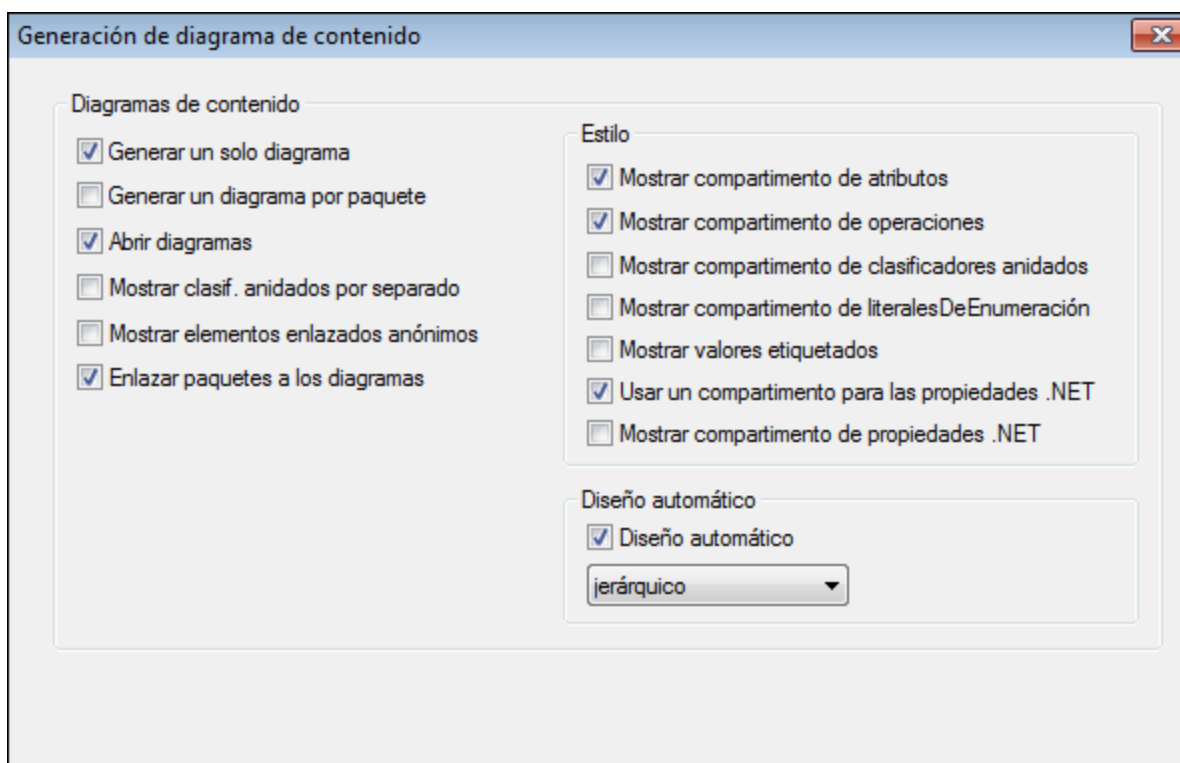 Generación de diagrama de contenido
Diagramas de contenido
Generar un solo diagrama
Generar un diagrama por paquete
Abrir diagramas
Mostrar clasif. anidados por separado
Mostrar elementos enlazados anónimos
Enlazar paquetes a los diagramas
Estilo
Mostrar compartimento de atributos
Mostrar compartimento de operaciones
Mostrar compartimento de clasificadores anidados
Mostrar compartimento de literalesDeEnumeración
Mostrar valores etiquetados
Usar un compartimento para las propiedades .NET
Mostrar compartimento de propiedades .NET
Diseño automático
Diseño automático
jerárquico